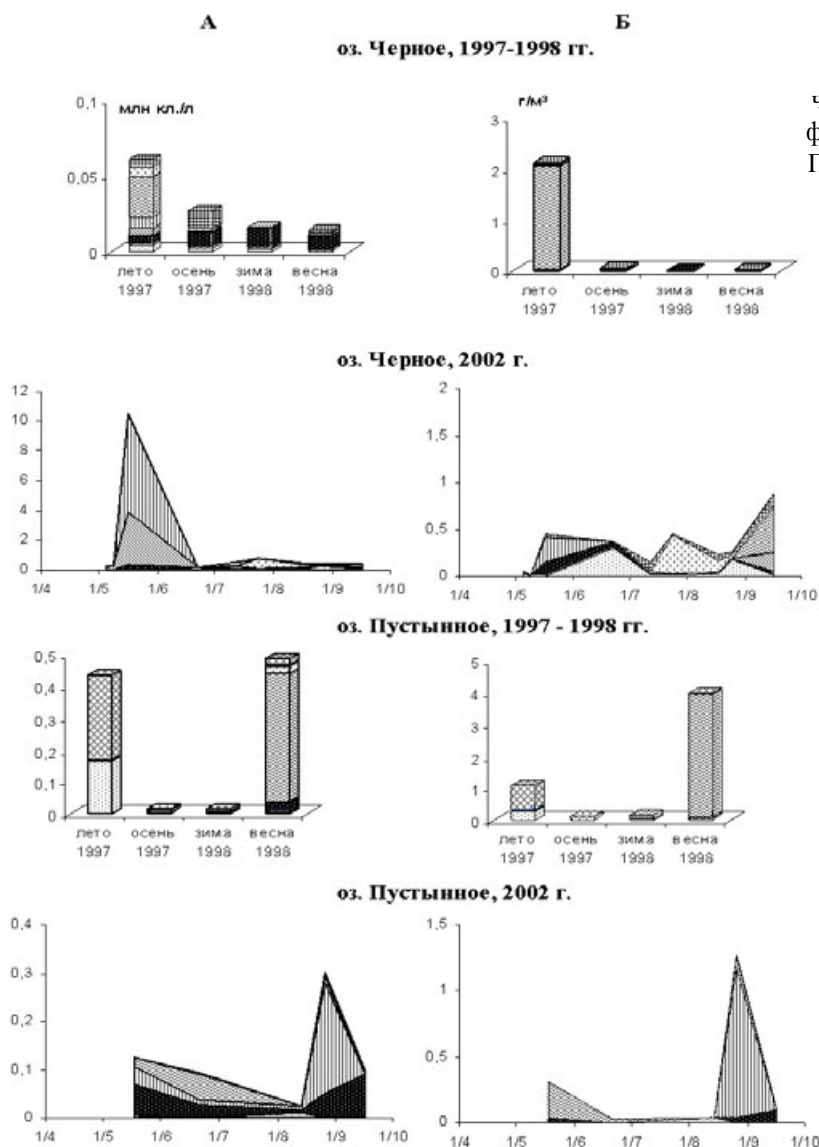 А Б
оз. Черное, 1997-1998 гг.
млн кл./л
0,1
0,05
0
лето осень зима весна
1997 1997 1998 1998
г/м³
3
2
1
0
лето осень зима весна
1997 1997 1998 1998
ф
П
оз. Черное, 2002 г.
12
10
8
6
4
2
0
1/4 1/5 1/6 1/7 1/8 1/9 1/10
2
1,5
1
0,5
0
1/4 1/5 1/6 1/7 1/8 1/9 1/10
оз. Пустынное, 1997 - 1998 гг.
0,5
0,4
0,3
0,2
0,1
0
лето осень зима весна
1997 1997 1998 1998
5
4
3
2
1
0
лето осень зима весна
1997 1997 1998 1998
оз. Пустынное, 2002 г.
0,4
0,3
0,2
0,1
0
1/4 1/5 1/6 1/7 1/8 1/9 1/10
1,5
1
0,5
0
1/4 1/5 1/6 1/7 1/8 1/9 1/10